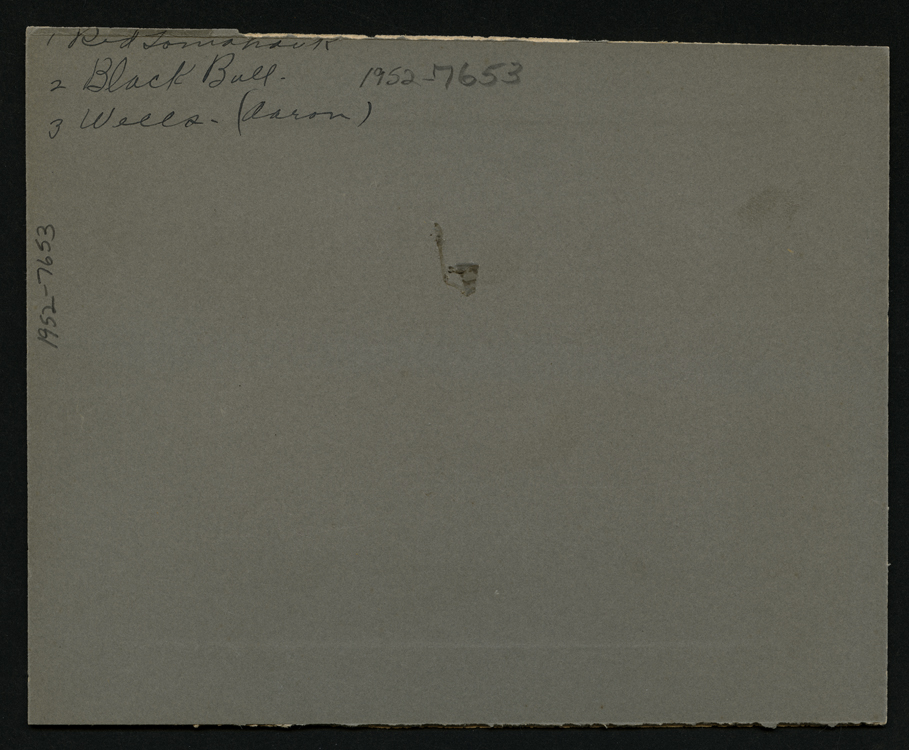 1 Red Tomahawk
2 Black Bull. 1952-7653
3 Wells- (Aaron)
1952-7653